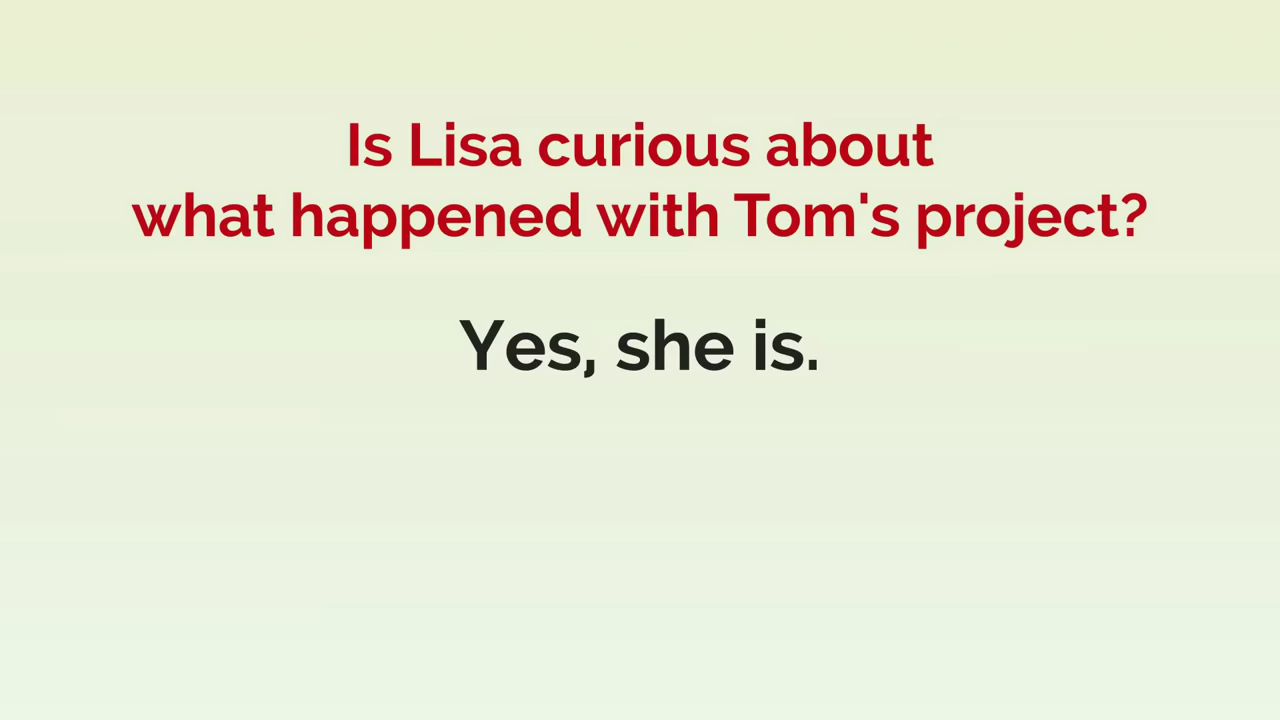 Is Lisa curious about
what happened with Tom's project?
Yes, she is.